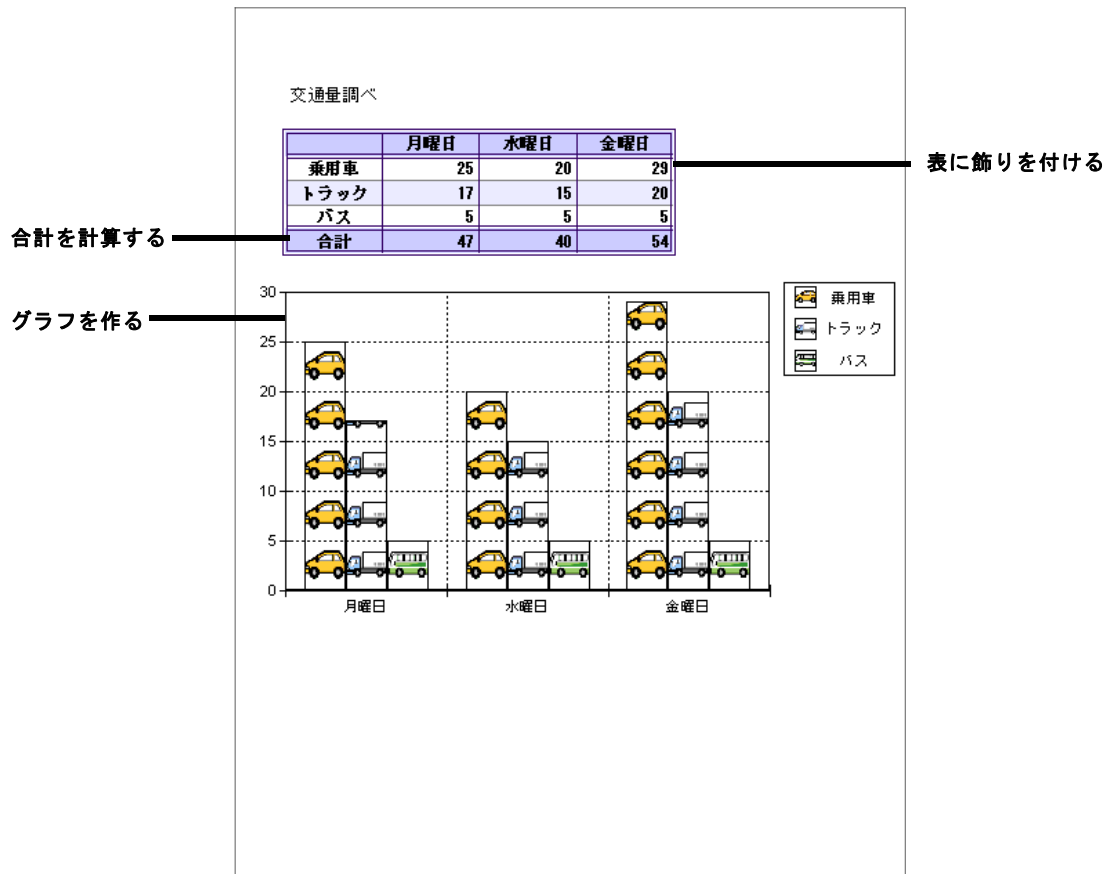 交通量調べ
月曜日 水曜日 金曜日
乗用車 25 20 29
トラック 17 15 20
バス 5 5 5
合計 47 40 54
表に飾りを付ける
合計を計算する
グラフを作る
30
25
20
15
10
5
0
月曜日 水曜日 金曜日
乗用車
トラック
バス